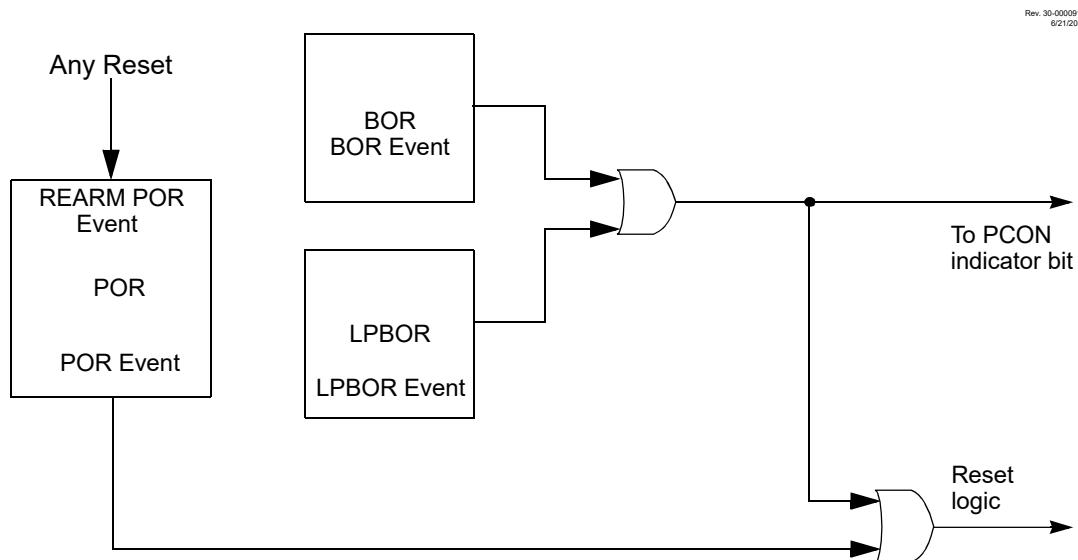 Rev. 30-00009
6/21/20
Any Reset
REARM POR
Event
POR
POR Event
BOR
BOR Event
LPBOR
LPBOR Event
To PCON
indicator bit
Reset
logic